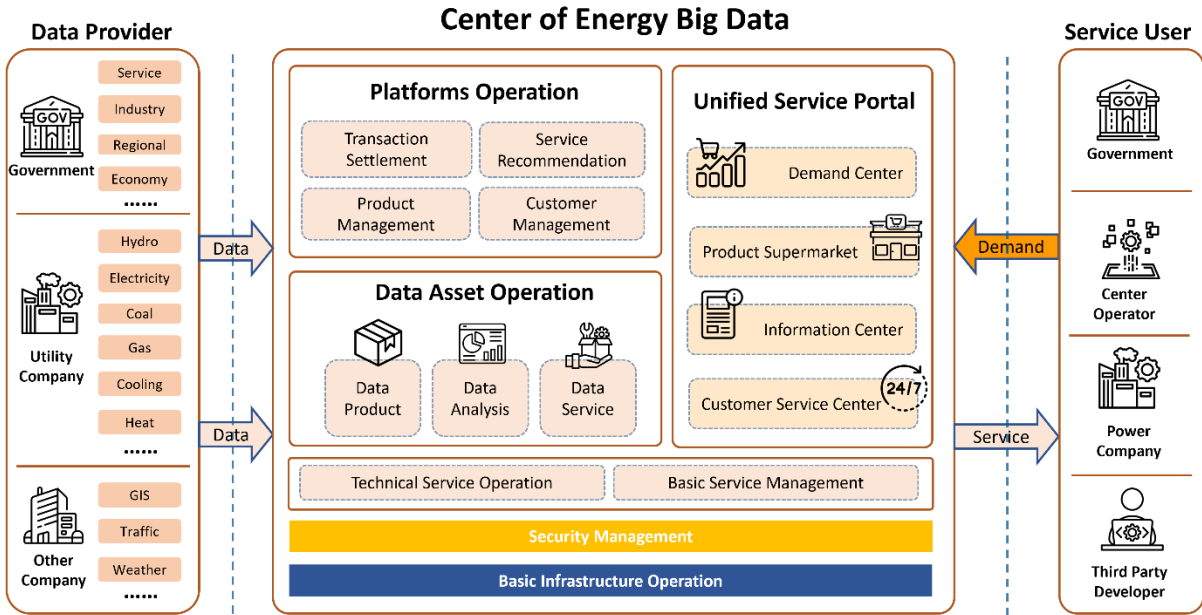 Center of Energy Big Data
Data Provider
GOV
Government
Service
Industry
Regional
Economy
......
Utility
Company
Hydro
Electricity
Coal
Gas
Cooling
Heat
......
Other
Company
GIS
Traffic
Weather
......
Data
Data
Platforms Operation
Transaction
Settlement
Service
Recommendation
Product
Management
Customer
Management
Data Asset Operation
Data
Product
Data
Analysis
Data
Service
Unified Service Portal
Demand Center
Product Supermarket
Information Center
Customer Service Center
24/7
Technical Service Operation
Basic Service Management
Security Management
Basic Infrastructure Operation
Demand
Service
Service User
GOV
Government
Center
Operator
Power
Company
Third Party
Developer